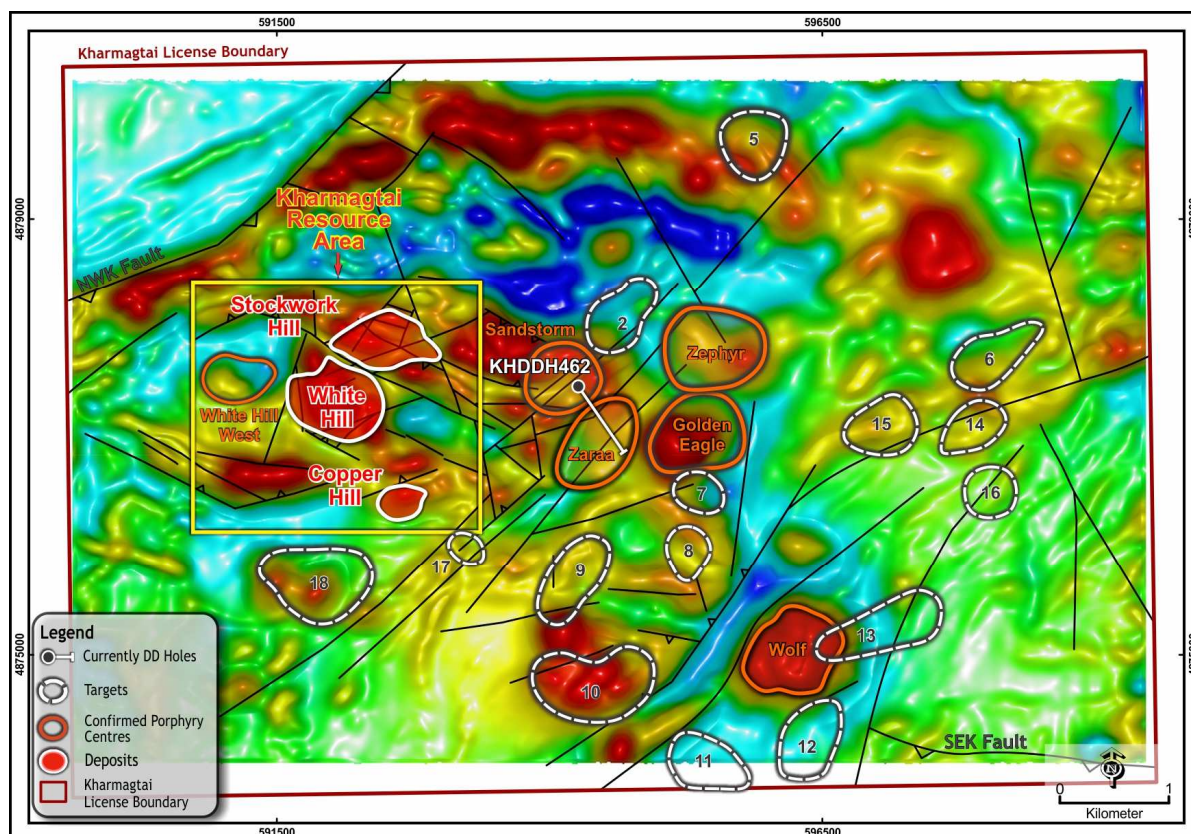 591500
596500
Kharmagtai License Boundary
5
4879000
Kharmagtai
Resource
Area
NWK Fault
Stockwork
Hill
Sandstorm
2
Zephyr
KHDDH462
6
White
Hill
White Hill
West
Golden
Eagle
15
14
Zaraa
Copper
Hill
7
16
17
8
9
18
13
Wolf
10
12
11
SEK Fault
Legend
Currently DD Holes
Targets
Confirmed Porphyry
Centres
Deposits
Kharmagtai
License Boundary
4875000
N
0
1
Kilometer
591500
596500